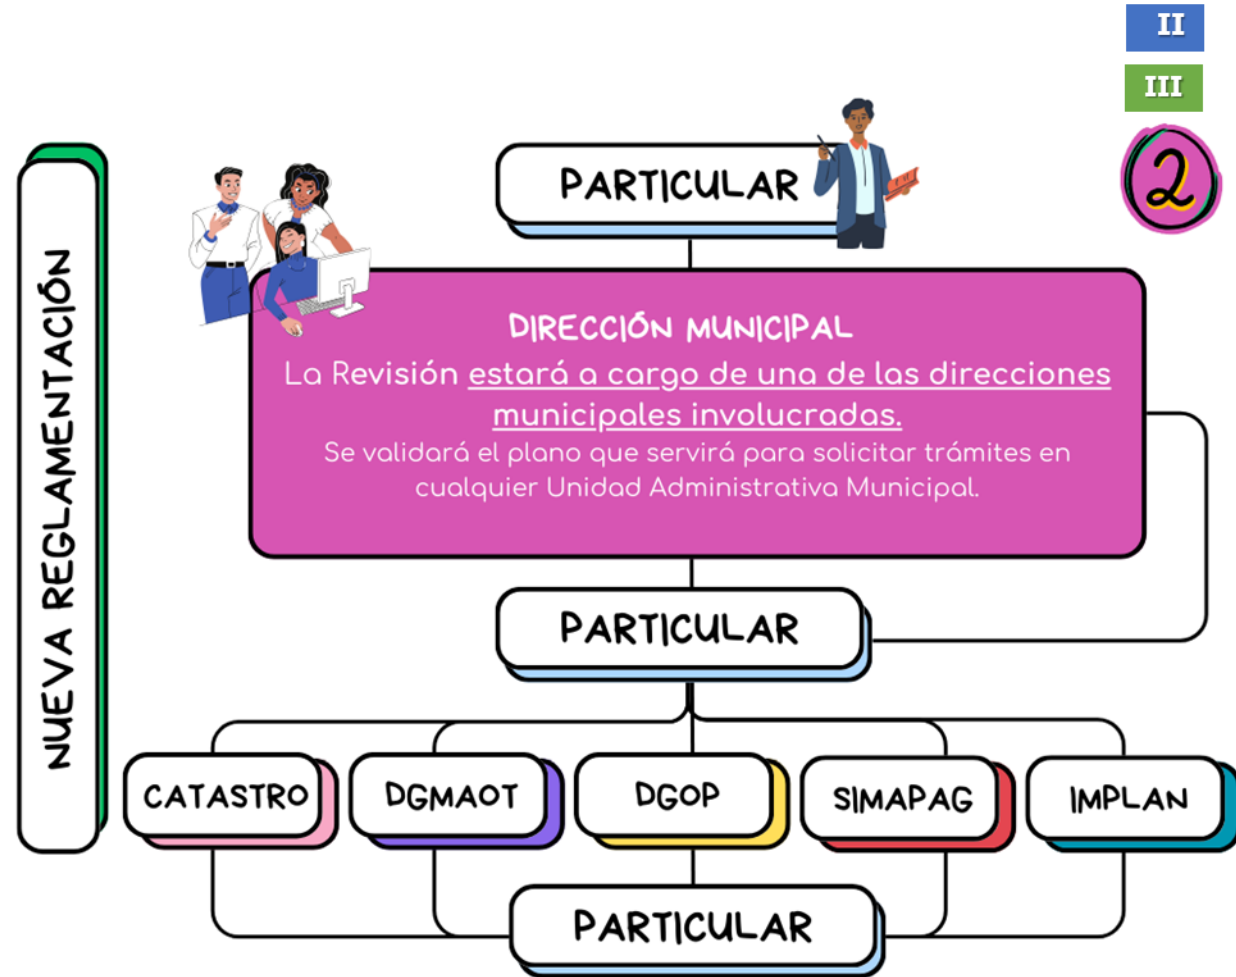 II
III
2
NUEVA REGLAMENTACIÓN
PARTICULAR
DIRECCIÓN MUNICIPAL
La Revisión estará a cargo de una de las direcciones
municipales involucradas.
Se validará el plano que servirá para solicitar trámites en
cualquier Unidad Administrativa Municipal.
PARTICULAR
CATASTRO
DGMAOT
DGOP
SIMAPAG
IMPLAN
PARTICULAR